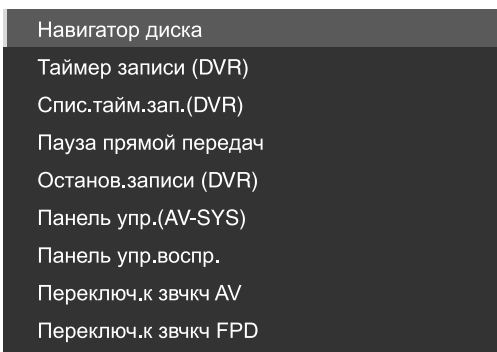 Навигатор диска
Таймер записи (DVR)
Спис.тайм.зап.(DVR)
Пауза прямой передач
Останов.записи (DVR)
Панель упр.(AV-SYS)
Панель упр.воспр.
Переключ.к звчкч AV
Переключ.к звчкч FPD